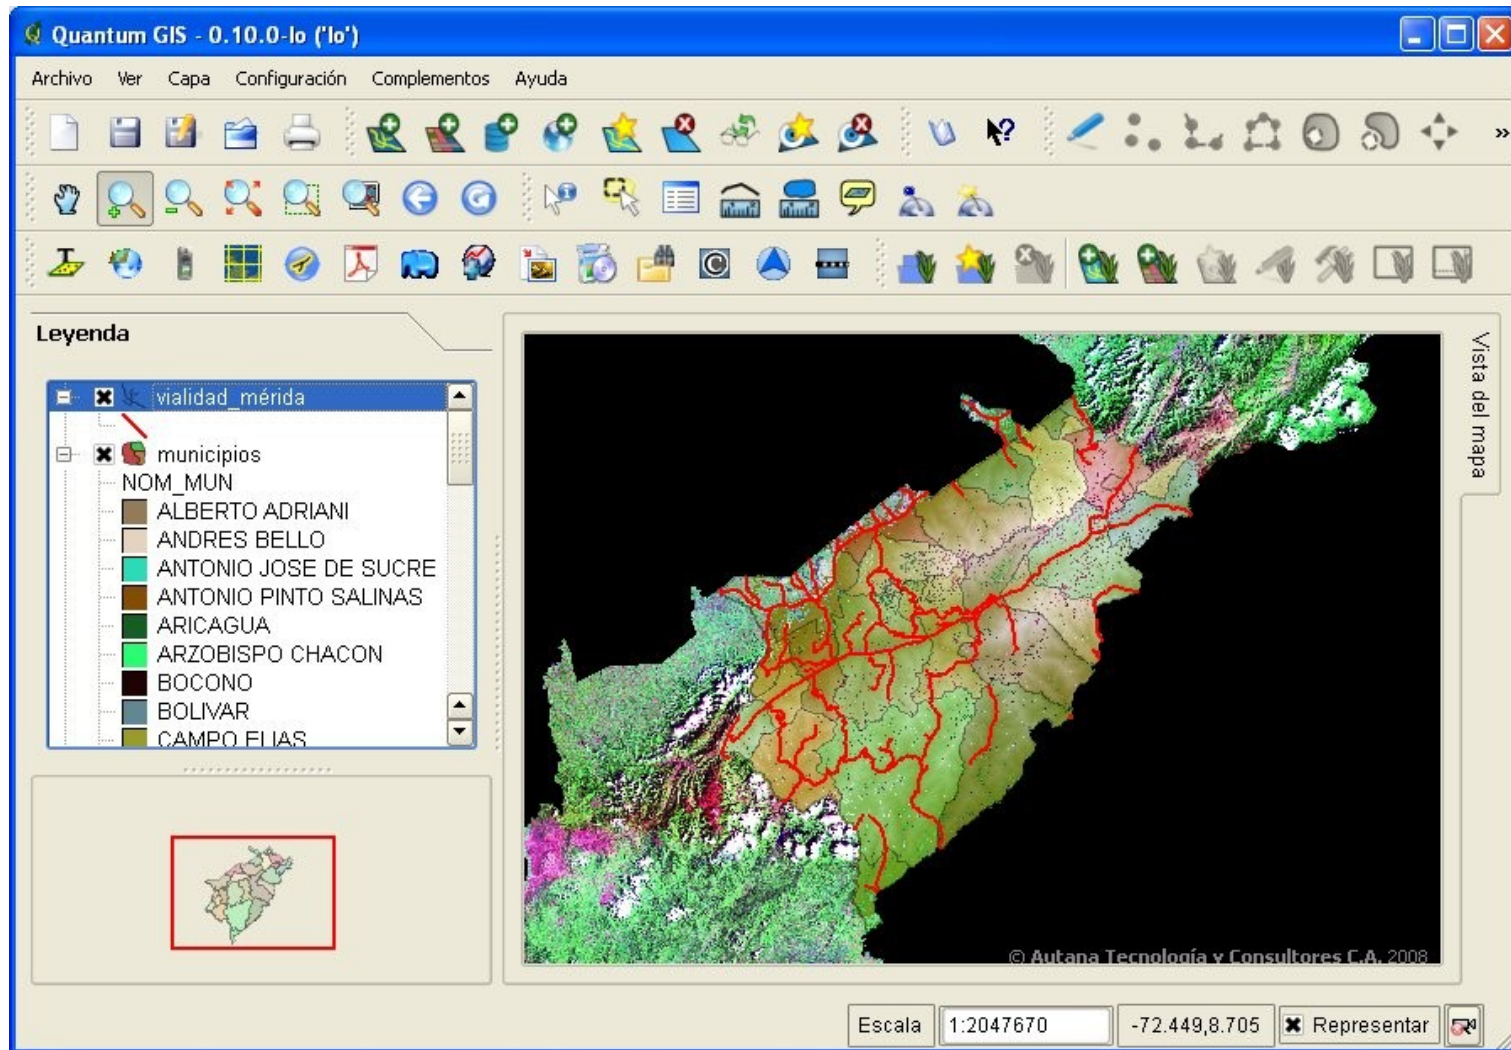 Quantum GIS - 0.10.0-Io ('Io')
Archivo Ver Capa Configuración Complementos Ayuda
Leyenda
vialidad_mérida
municipios
NOM_MUN
ALBERTO ADRIANI
ANDRES BELLO
ANTONIO JOSE DE SUCRE
ANTONIO PINTO SALINAS
ARICAGUA
ARZOBISPO CHACON
BOCONO
BOLIVAR
CAMPO ELIAS
Vista del mapa
© Autana Tecnología y Consultores C.A. 2008
Escala 1:2047670 -72.449,8.705 Representar